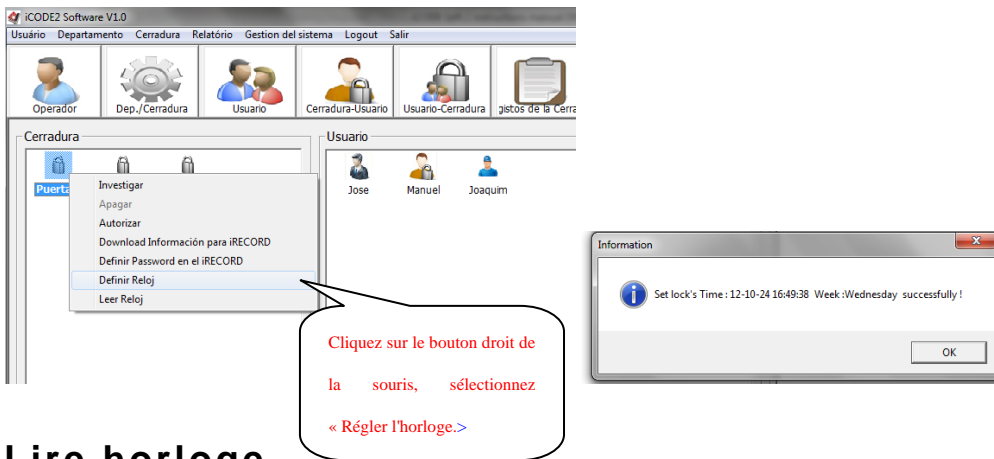 iCODE2 Software V1.0
Usuário Departamento Cerradura Relatório Gestion del sistema Logout Salir
Operador Dep./Cerradura Usuario Cerradura-Usuario Usuario-Cerradura gistos de la Cerra
Cerradura
Puerta
Investigar
Apagar
Autorizar
Download Información para iRECORD
Definir Password en el iRECORD
Definir Reloj
Leer Reloj
Usuario
Jose Manuel Joaquim
Cliquez sur le bouton droit de
la souris, sélectionnez
« Régler l'horloge.>
Information
Set lock's Time : 12-10-24 16:49:38 Week :Wednesday successfully !
OK
Lire horloge